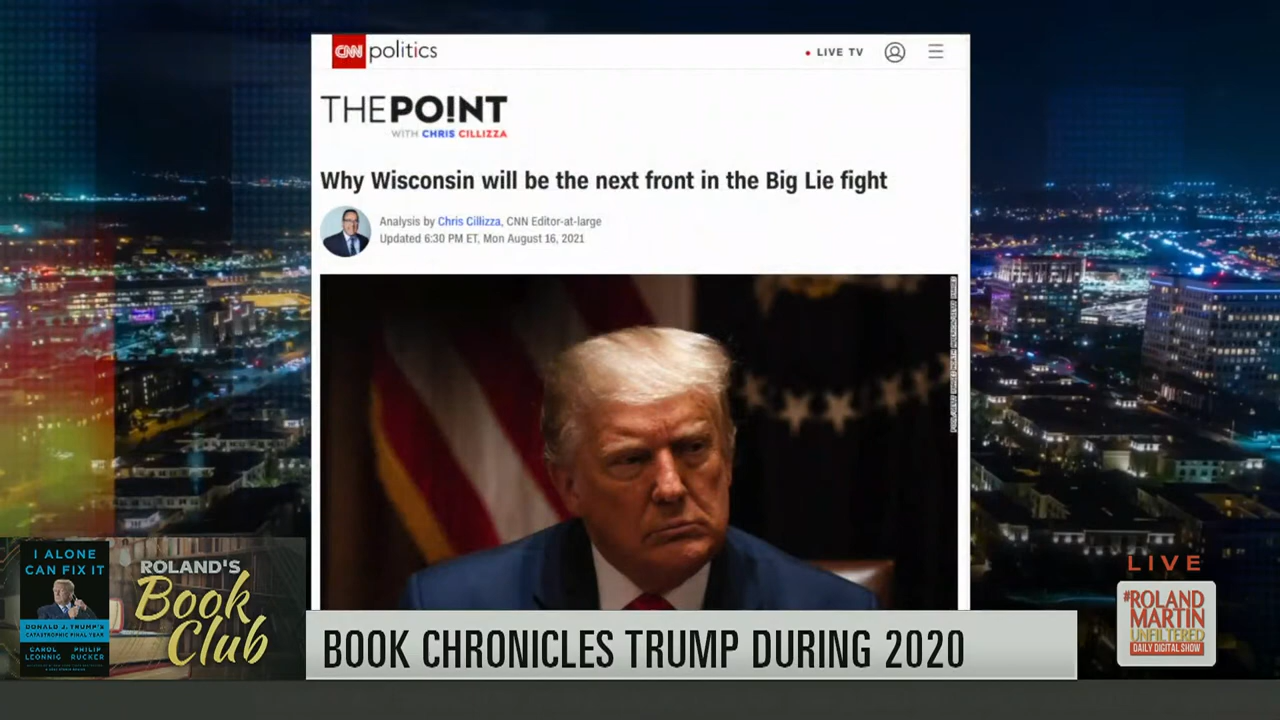 CNN politics
LIVE TV
THEPO!NT
WITH CHRIS CILLIZZA
Why Wisconsin will be the next front in the Big Lie fight
Analysis by Chris Cillizza, CNN Editor-at-large
Updated 6:30 PM ET, Mon August 16, 2021
I ALONE
CAN FIX IT
DONALD J. TRUMP'S
CATASTROPHIC FINAL YEAR
CAROL
LEONNIG
PHILIP
RUCKER
ROLAND'S
Book
Club
BOOK CHRONICLES TRUMP DURING 2020
LIVE
#ROLAND
MARTIN
UNFILTERED
DAILY DIGITAL SHOW